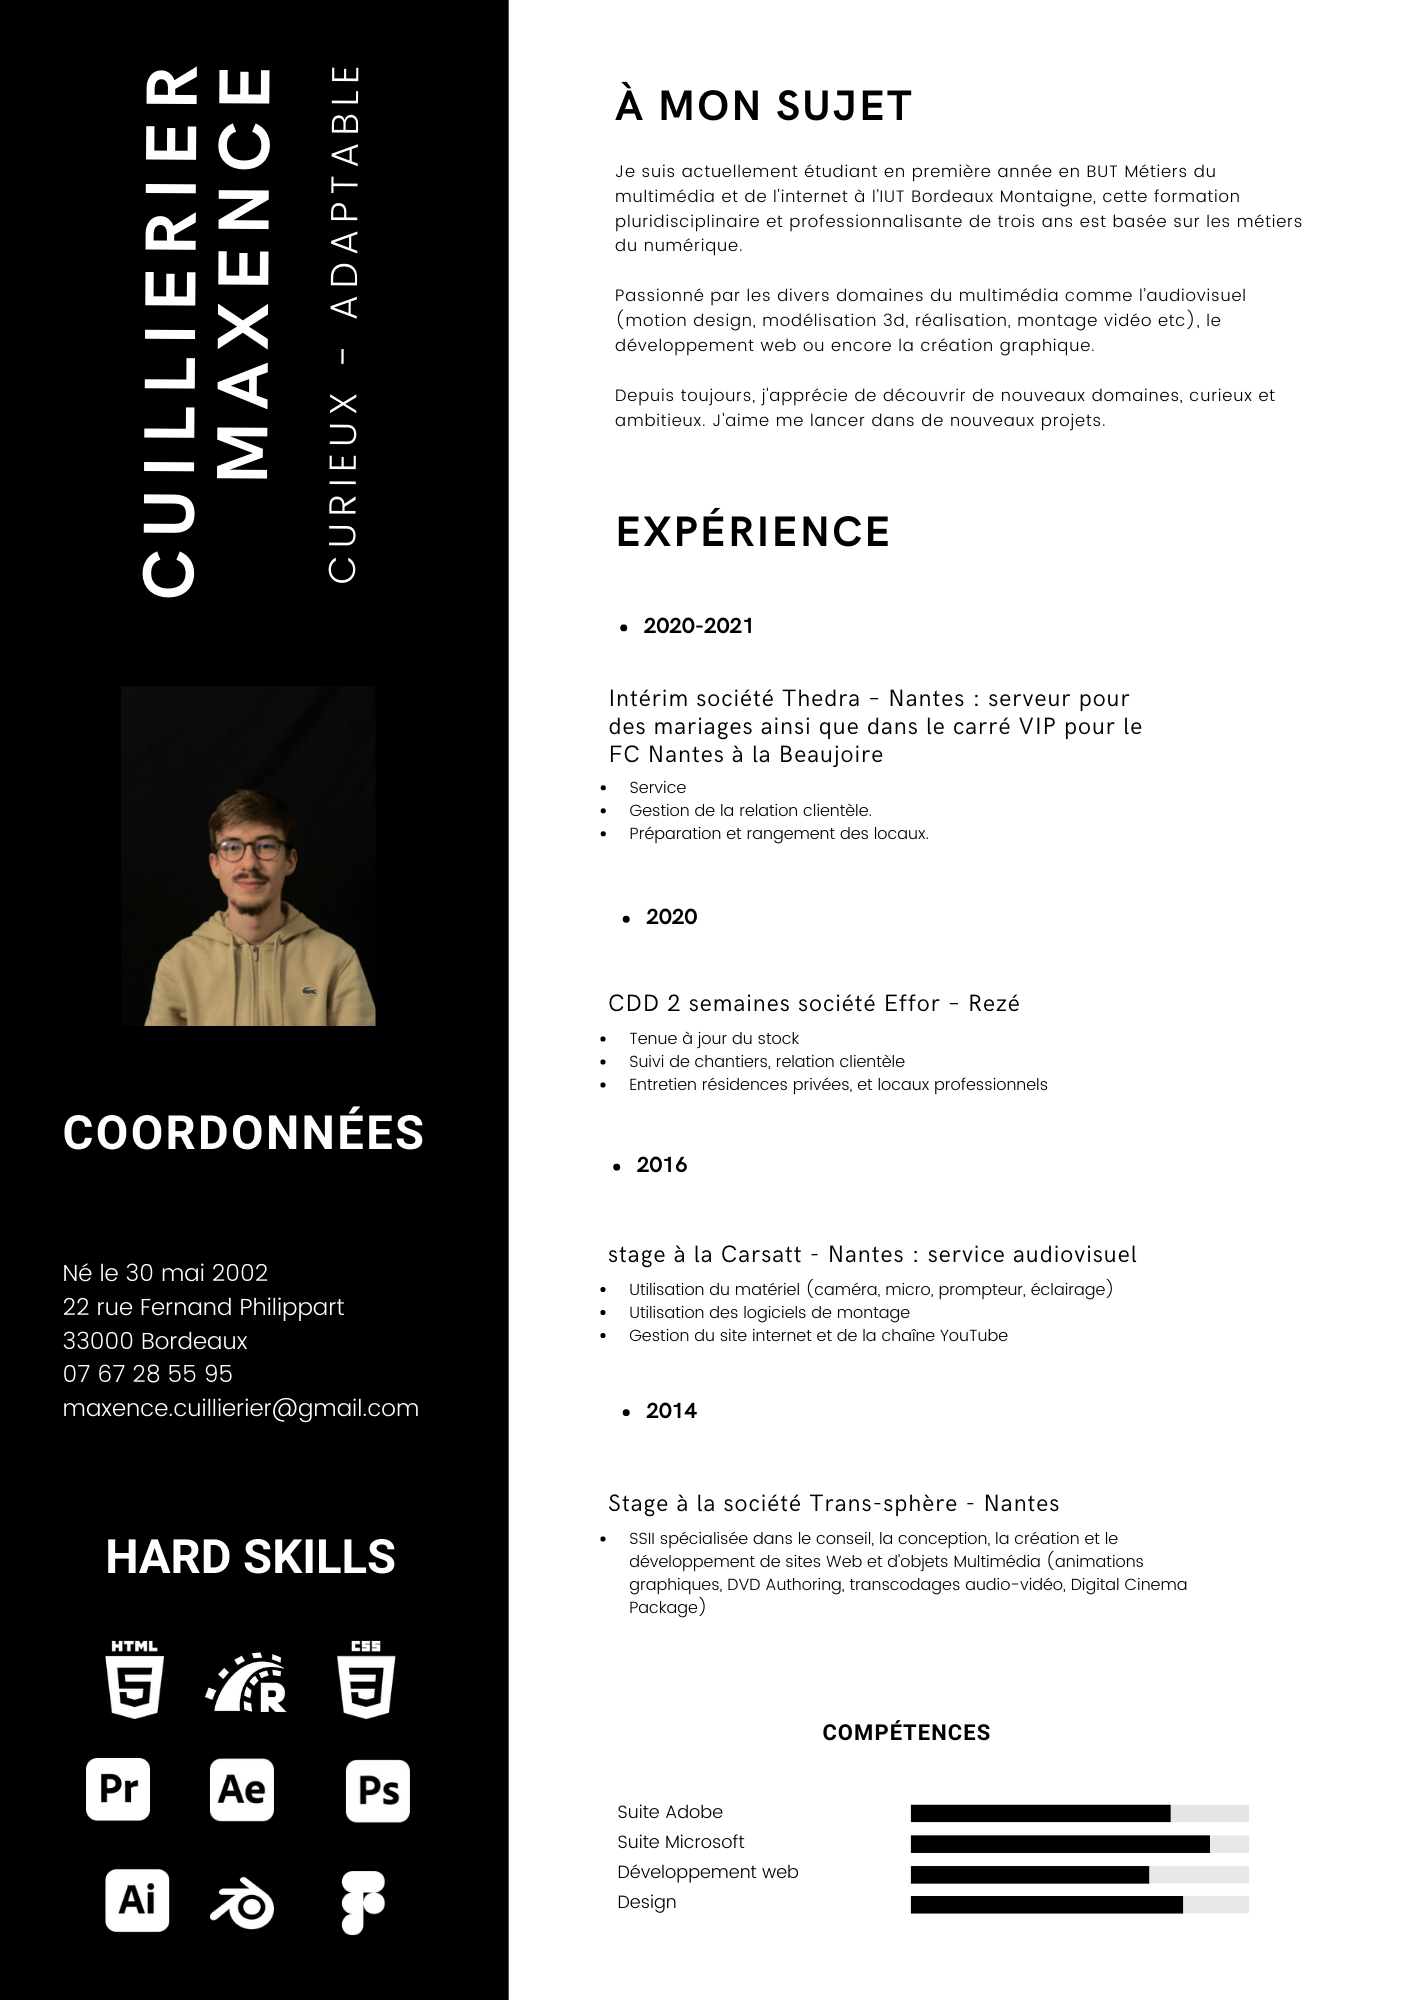 CUILLIERIER
MAXENCE
CURIEUX - ADAPTABLE
COORDONNÉES
Né le 30 mai 2002
22 rue Fernand Philippart
33000 Bordeaux
07 67 28 55 95
maxence.cuillierier@gmail.com
HARD SKILLS
HTML
5
R
CSS
3
Pr
Ae
Ps
Ai
À MON SUJET
Je suis actuellement étudiant en première année en BUT Métiers du
multimédia et de l'internet à l'IUT Bordeaux Montaigne, cette formation
pluridisciplinaire et professionnalisante de trois ans est basée sur les métiers
du numérique.
Passionné par les divers domaines du multimédia comme l'audiovisuel
(motion design, modélisation 3d, réalisation, montage vidéo etc), le
développement web ou encore la création graphique.
Depuis toujours, j'apprécie de découvrir de nouveaux domaines, curieux et
ambitieux. J'aime me lancer dans de nouveaux projets.
EXPÉRIENCE
• 2020-2021
Intérim société Thedra – Nantes : serveur pour
des mariages ainsi que dans le carré VIP pour le
FC Nantes à la Beaujoire
• Service
• Gestion de la relation clientèle.
• Préparation et rangement des locaux.
• 2020
CDD 2 semaines société Effor – Rezé
• Tenue à jour du stock
• Suivi de chantiers, relation clientèle
• Entretien résidences privées, et locaux professionnels
• 2016
stage à la Carsatt - Nantes : service audiovisuel
• Utilisation du matériel (caméra, micro, prompteur, éclairage)
• Utilisation des logiciels de montage
• Gestion du site internet et de la chaîne YouTube
• 2014
Stage à la société Trans-sphère - Nantes
• SSII spécialisée dans le conseil, la conception, la création et le
développement de sites Web et d'objets Multimédia (animations
graphiques, DVD Authoring, transcodages audio-vidéo, Digital Cinema
Package)
COMPÉTENCES
Suite Adobe
Suite Microsoft
Développement web
Design